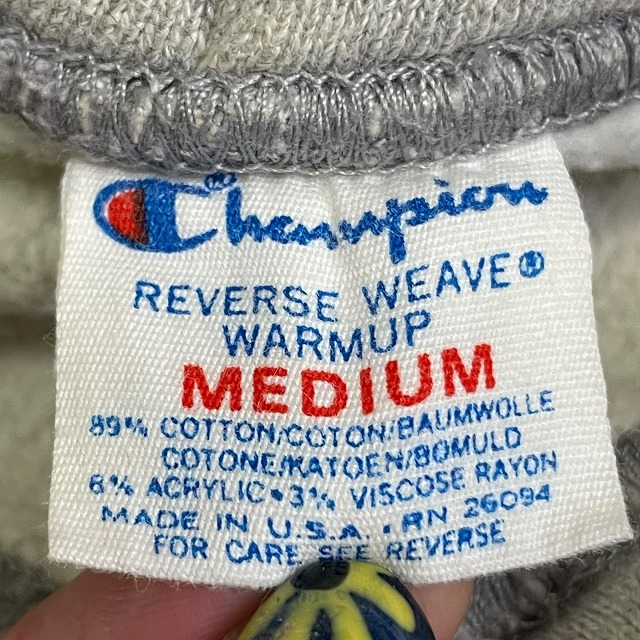 Champion®
REVERSE WEAVE®
WARMUP
MEDIUM
89% COTTON/COTON/BAUMWOLLE
COTONE/KATOEN/BOMULD
6% ACRYLIC•3% VISCOSE RAYON
MADE IN U.S.A. • RN 26094
FOR CARE SEE REVERSE